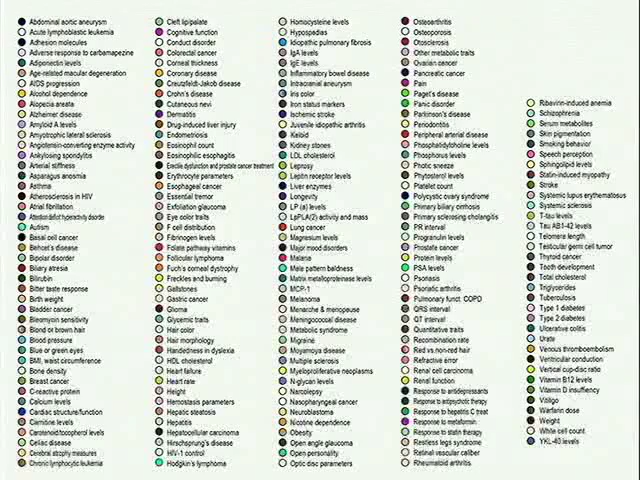 Abdominal aortic aneurysm
Acute lymphoblastic leukemia
Adhesion molecules
Adverse response to carbamazepine
Adiponectin levels
Age-related macular degeneration
AIDS progression
Alcohol dependence
Alopecia areata
Alzheimer disease
Amyloid A levels
Amyotrophic lateral sclerosis
Angiotensin-converting enzyme activity
Ankylosing spondylitis
Arterial stiffness
Asparagus anosmia
Asthma
Atherosclerosis in HIV
Atrial fibrillation
Attention deficit hyperactivity disorder
Autism
Basal cell cancer
Behcet's disease
Bipolar disorder
Biliary atresia
Bilirubin
Bitter taste response
Birth weight
Bladder cancer
Bleomycin sensitivity
Blond or brown hair
Blood pressure
Blue or green eyes
BMI, waist circumference
Bone density
Breast cancer
C-reactive protein
Calcium levels
Cardiac structure/function
Carnitine levels
Carotenoid/tocopherol levels
Celiac disease
Cerebral atrophy measures
Chronic lymphocytic leukemia
Cleft lip/palate
Cognitive function
Conduct disorder
Colorectal cancer
Corneal thickness
Coronary disease
Creutzfeldt-Jakob disease
Crohn's disease
Cutaneous nevi
Dermatitis
Drug-induced liver injury
Endometriosis
Eosinophil count
Eosinophilic esophagitis
Erectile dysfunction and prostate cancer treatment
Erythrocyte parameters
Esophageal cancer
Essential tremor
Exfoliation glaucoma
Eye color traits
F cell distribution
Fibrinogen levels
Folate pathway vitamins
Follicular lymphoma
Fuch's corneal dystrophy
Freckles and burning
Gallstones
Gastric cancer
Glioma
Glycemic traits
Hair color
Hair morphology
Handedness in dyslexia
HDL cholesterol
Heart failure
Heart rate
Height
Hemostasis parameters
Hepatic steatosis
Hepatitis
Hepatocellular carcinoma
Hirschsprung's disease
HIV-1 control
Hodgkin's lymphoma
Homocysteine levels
Hypospadias
Idiopathic pulmonary fibrosis
IgA levels
IgE levels
Inflammatory bowel disease
Intracranial aneurysm
Iris color
Iron status markers
Ischemic stroke
Juvenile idiopathic arthritis
Keloid
Kidney stones
LDL cholesterol
Leprosy
Leptin receptor levels
Liver enzymes
Longevity
LP (a) levels
LpPLA(2) activity and mass
Lung cancer
Magnesium levels
Major mood disorders
Malaria
Male pattern baldness
Matrix metalloproteinase levels
MCP-1
Melanoma
Menarche & menopause
Meningococcal disease
Metabolic syndrome
Migraine
Moyamoya disease
Multiple sclerosis
Myeloproliferative neoplasms
N-glycan levels
Narcolepsy
Nasopharyngeal cancer
Neuroblastoma
Nicotine dependence
Obesity
Open angle glaucoma
Open personality
Optic disc parameters
Osteoarthritis
Osteoporosis
Otosclerosis
Other metabolic traits
Ovarian cancer
Pancreatic cancer
Pain
Paget's disease
Panic disorder
Parkinson's disease
Periodontitis
Peripheral arterial disease
Phosphatidylcholine levels
Phosphorus levels
Photic sneeze
Phytosterol levels
Platelet count
Polycystic ovary syndrome
Primary biliary cirrhosis
Primary sclerosing cholangitis
PR interval
Progranulin levels
Prostate cancer
Protein levels
PSA levels
Psoriasis
Psoriatic arthritis
Pulmonary funct. COPD
QRS interval
QT interval
Quantitative traits
Recombination rate
Red vs.non-red hair
Refractive error
Renal cell carcinoma
Renal function
Response to antidepressants
Response to antipsychotic therapy
Response to hepatitis C treat
Response to metaformin
Response to statin therapy
Restless legs syndrome
Retinal vascular caliber
Rheumatoid arthritis
Ribavirin-induced anemia
Schizophrenia
Serum metabolites
Skin pigmentation
Smoking behavior
Speech perception
Sphingolipid levels
Statin-induced myopathy
Stroke
Systemic lupus erythematosus
Systemic sclerosis
T-tau levels
Tau AB1-42 levels
Telomere length
Testicular germ cell tumor
Thyroid cancer
Tooth development
Total cholesterol
Triglycerides
Tuberculosis
Type 1 diabetes
Type 2 diabetes
Ulcerative colitis
Urate
Venous thromboembolism
Ventricular conduction
Vertical cup-disc ratio
Vitamin B12 levels
Vitamin D insuffiency
Vitiligo
Warfarin dose
Weight
White cell count
YKL-40 levels